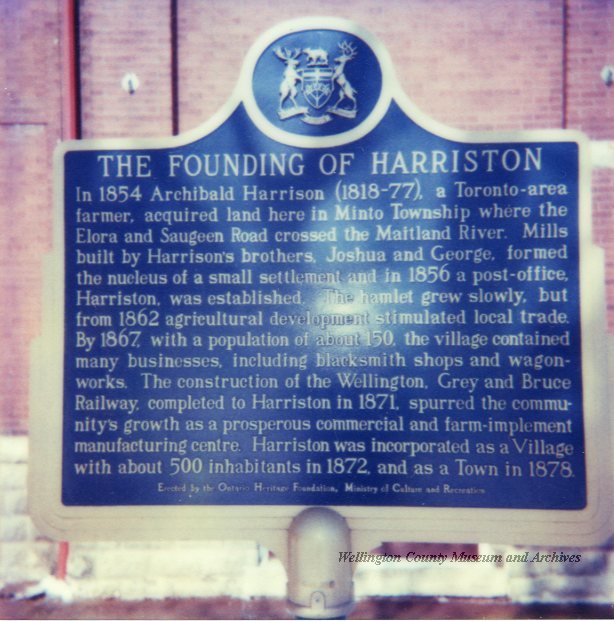 THE FOUNDING OF HARRISTON
In 1854 Archibald Harrison (1818-77), a Toronto-area
farmer, acquired land here in Minto Township where the
Elora and Saugeen Road crossed the Maitland River. Mills
built by Harrison's brothers, Joshua and George, formed
the nucleus of a small settlement and in 1856 a post-office,
Harriston, was established. The hamlet grew slowly, but
from 1862 agricultural development stimulated local trade.
By 1867, with a population of about 150, the village contained
many businesses, including blacksmith shops and wagon-
works. The construction of the Wellington, Grey and Bruce
Railway, completed to Harriston in 1871, spurred the commu-
nity's growth as a prosperous commercial and farm-implement
manufacturing centre. Harriston was incorporated as a Village
with about 500 inhabitants in 1872, and as a Town in 1878.
Erected by the Ontario Heritage Foundation, Ministry of Culture and Recreation
Wellington County Museum and Archives